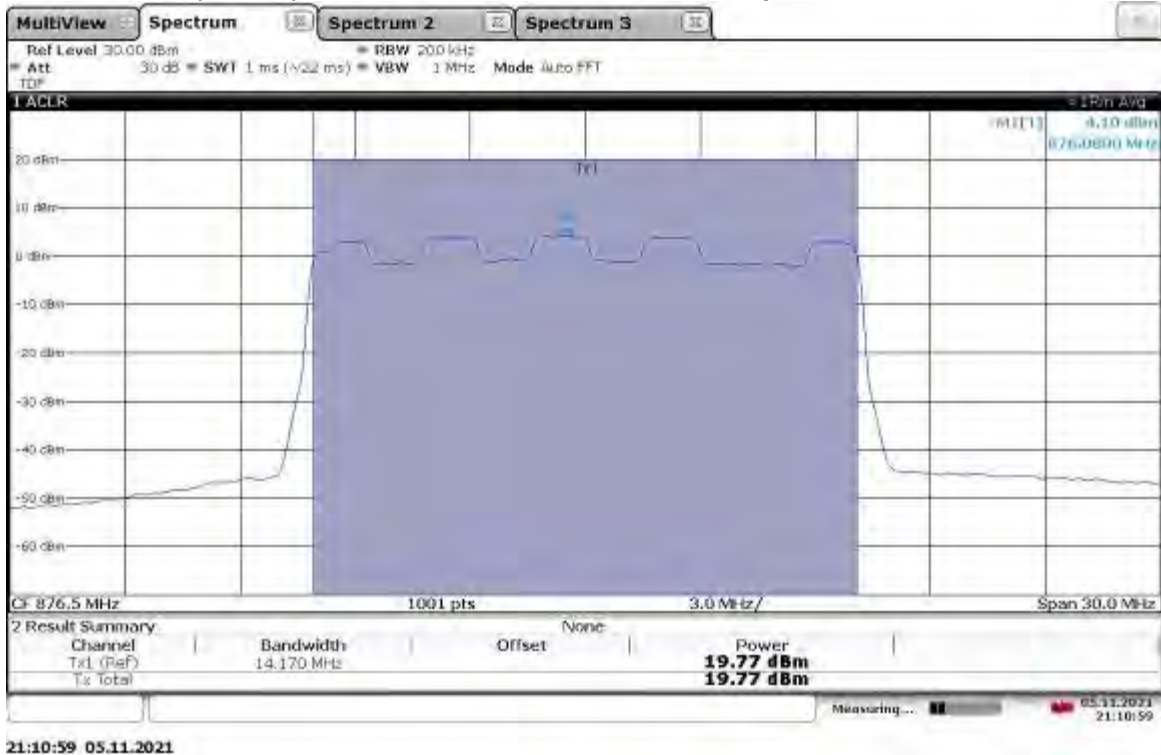 MultiView Spectrum Spectrum 2 Spectrum 3
Ref Level 30.00 dBm RBW 200 kHz
Att 30 dB SWT 1 ms (~22 ms) VBW 1 MHz Mode Auto FFT
TDF
1 ACLR 1Rm Avg
M1[1] 4.10 dBm
876.0800 MHz
20 dBm
Tx1
10 dBm
0 dBm
-10 dBm
-20 dBm
-30 dBm
-40 dBm
-50 dBm
-60 dBm
CF 876.5 MHz 1001 pts 3.0 MHz/ Span 30.0 MHz
2 Result Summary None
Channel Bandwidth Offset Power
Tx1 (Ref) 14.170 MHz 19.77 dBm
Tx Total 19.77 dBm
Measuring... 05.11.2021
21:10:59
21:10:59 05.11.2021